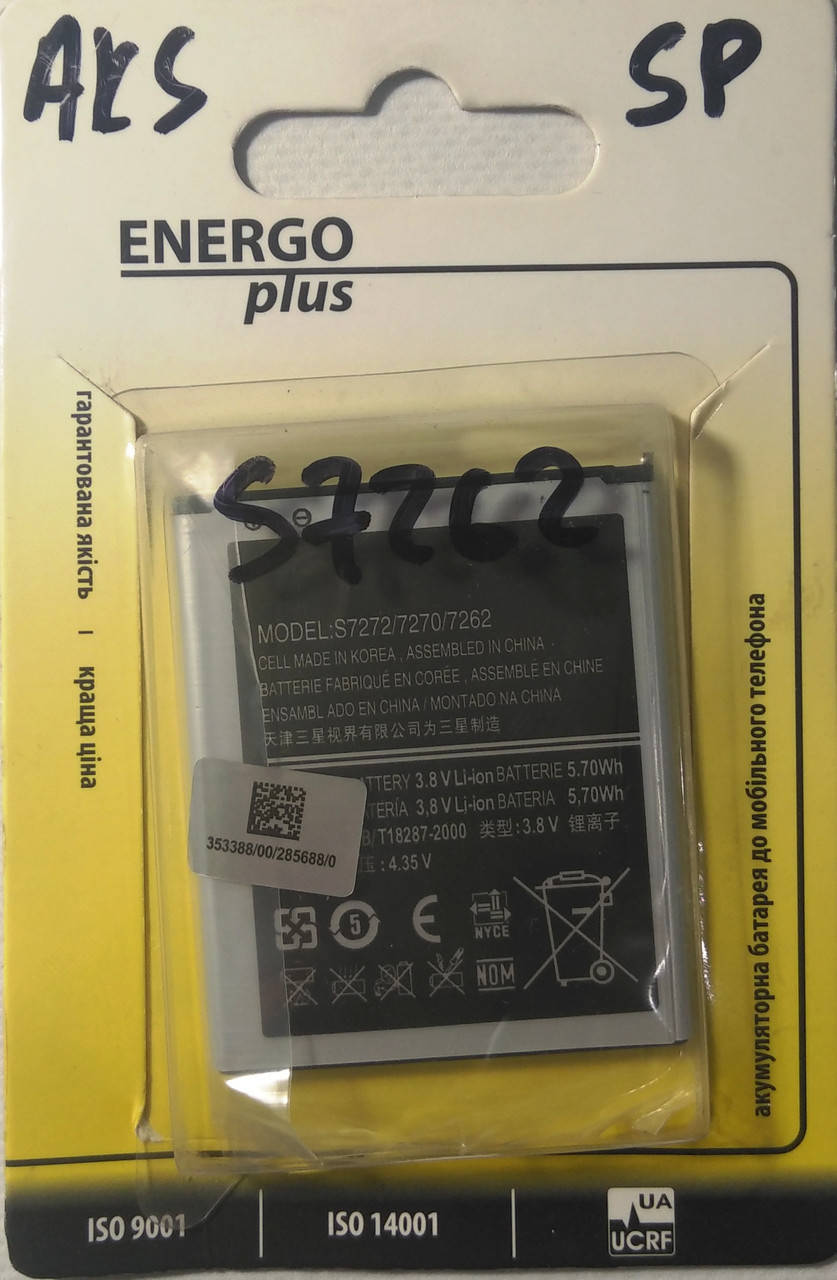 AKS
SP
ENERGO
plus
гарантована якість | краща ціна
S7262
MODEL:S7272/7270/7262
CELL MADE IN KOREA , ASSEMBLED IN CHINA
BATTERIE FABRIQUÉ EN CORÉE , ASSEMBLÉ EN CHINE
ENSAMBL ADO EN CHINA / MONTADO NA CHINA
天津三星视界有限公司为三星制造
3.8 V Li-ion BATTERIE 5.70Wh
3,8 V Li-ion BATERIA 5,70Wh
T18287-2000 类型:3.8 V 锂离子
: 4.35 V
353388/00/285688/0
5
NYCE
NOM
акумуляторна батарея до мобільного телефона
ISO 9001
ISO 14001
UA
UCRF